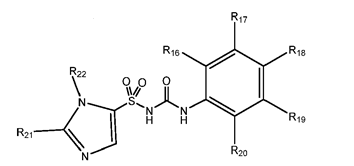 R17
R16 R18
R22
O O O
N S N H N H R19
R21 N R20